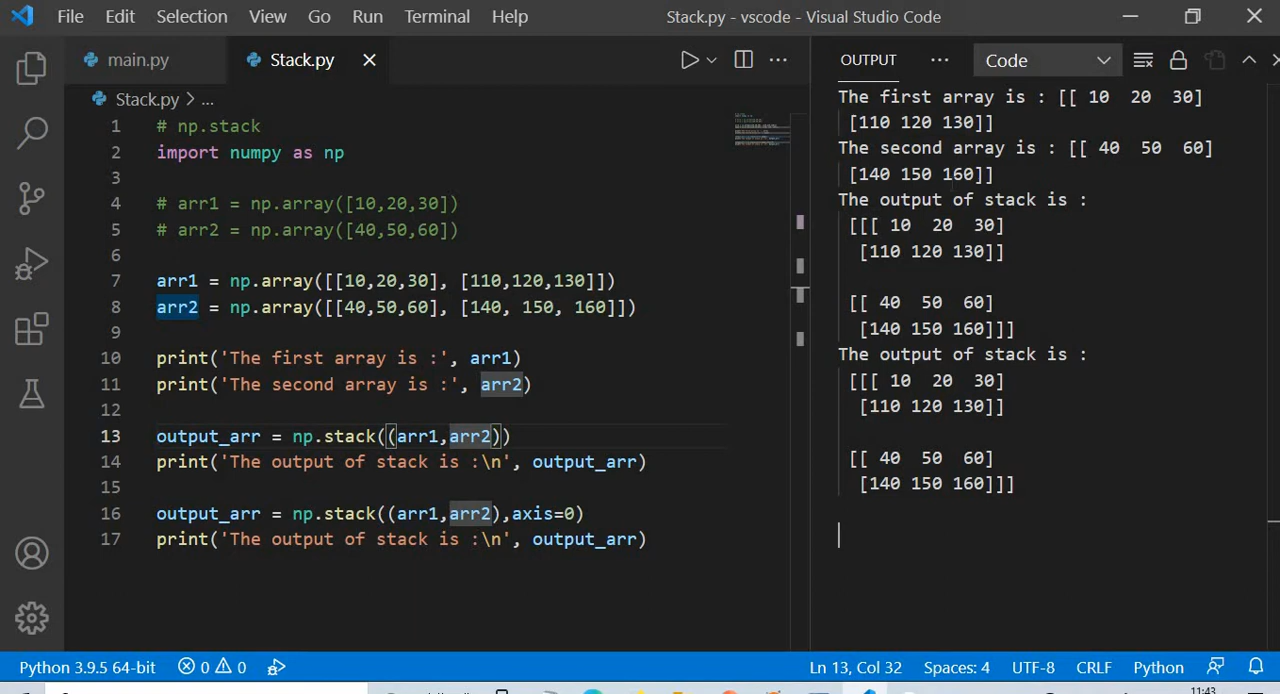 File Edit Selection View Go Run Terminal Help Stack.py - vscode - Visual Studio Code
main.py Stack.py
Stack.py > ...
1 # np.stack
2 import numpy as np
3
4 # arr1 = np.array([10,20,30])
5 # arr2 = np.array([40,50,60])
6
7 arr1 = np.array([[10,20,30], [110,120,130]])
8 arr2 = np.array([[40,50,60], [140, 150, 160]])
9
10 print('The first array is :', arr1)
11 print('The second array is :', arr2)
12
13 output_arr = np.stack((arr1,arr2))
14 print('The output of stack is :\n', output_arr)
15
16 output_arr = np.stack((arr1,arr2),axis=0)
17 print('The output of stack is :\n', output_arr)
OUTPUT ... Code
The first array is : [[ 10  20  30]
 [110 120 130]]
The second array is : [[ 40  50  60]
 [140 150 160]]
The output of stack is :
 [[[ 10  20  30]
  [110 120 130]]

 [[ 40  50  60]
  [140 150 160]]]
The output of stack is :
 [[[ 10  20  30]
  [110 120 130]]

 [[ 40  50  60]
  [140 150 160]]]
Python 3.9.5 64-bit 0 0 Ln 13, Col 32 Spaces: 4 UTF-8 CRLF Python
11:43